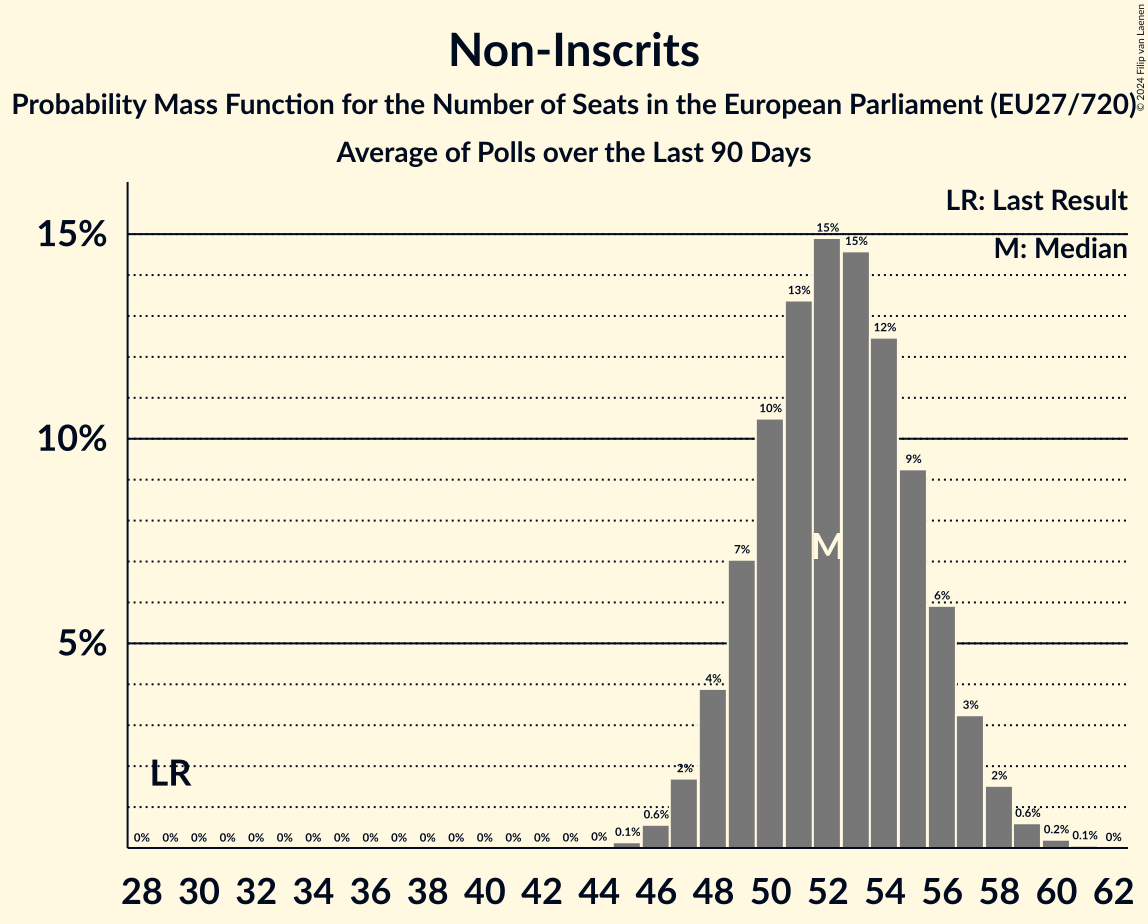 Non-Inscrits
Probability Mass Function for the Number of Seats in the European Parliament (EU27/720)
Average of Polls over the Last 90 Days
© 2024 Filip van Laenen
LR: Last Result
M: Median
15%
10%
5%
0% 0% 0% 0% 0% 0% 0% 0% 0% 0% 0% 0% 0% 0% 0% 0% 0% 0.1% 0.6% 2% 4% 7% 10% 13% 15% 15% 12% 9% 6% 3% 2% 0.6% 0.2% 0.1% 0%
M
LR
28 30 32 34 36 38 40 42 44 46 48 50 52 54 56 58 60 62